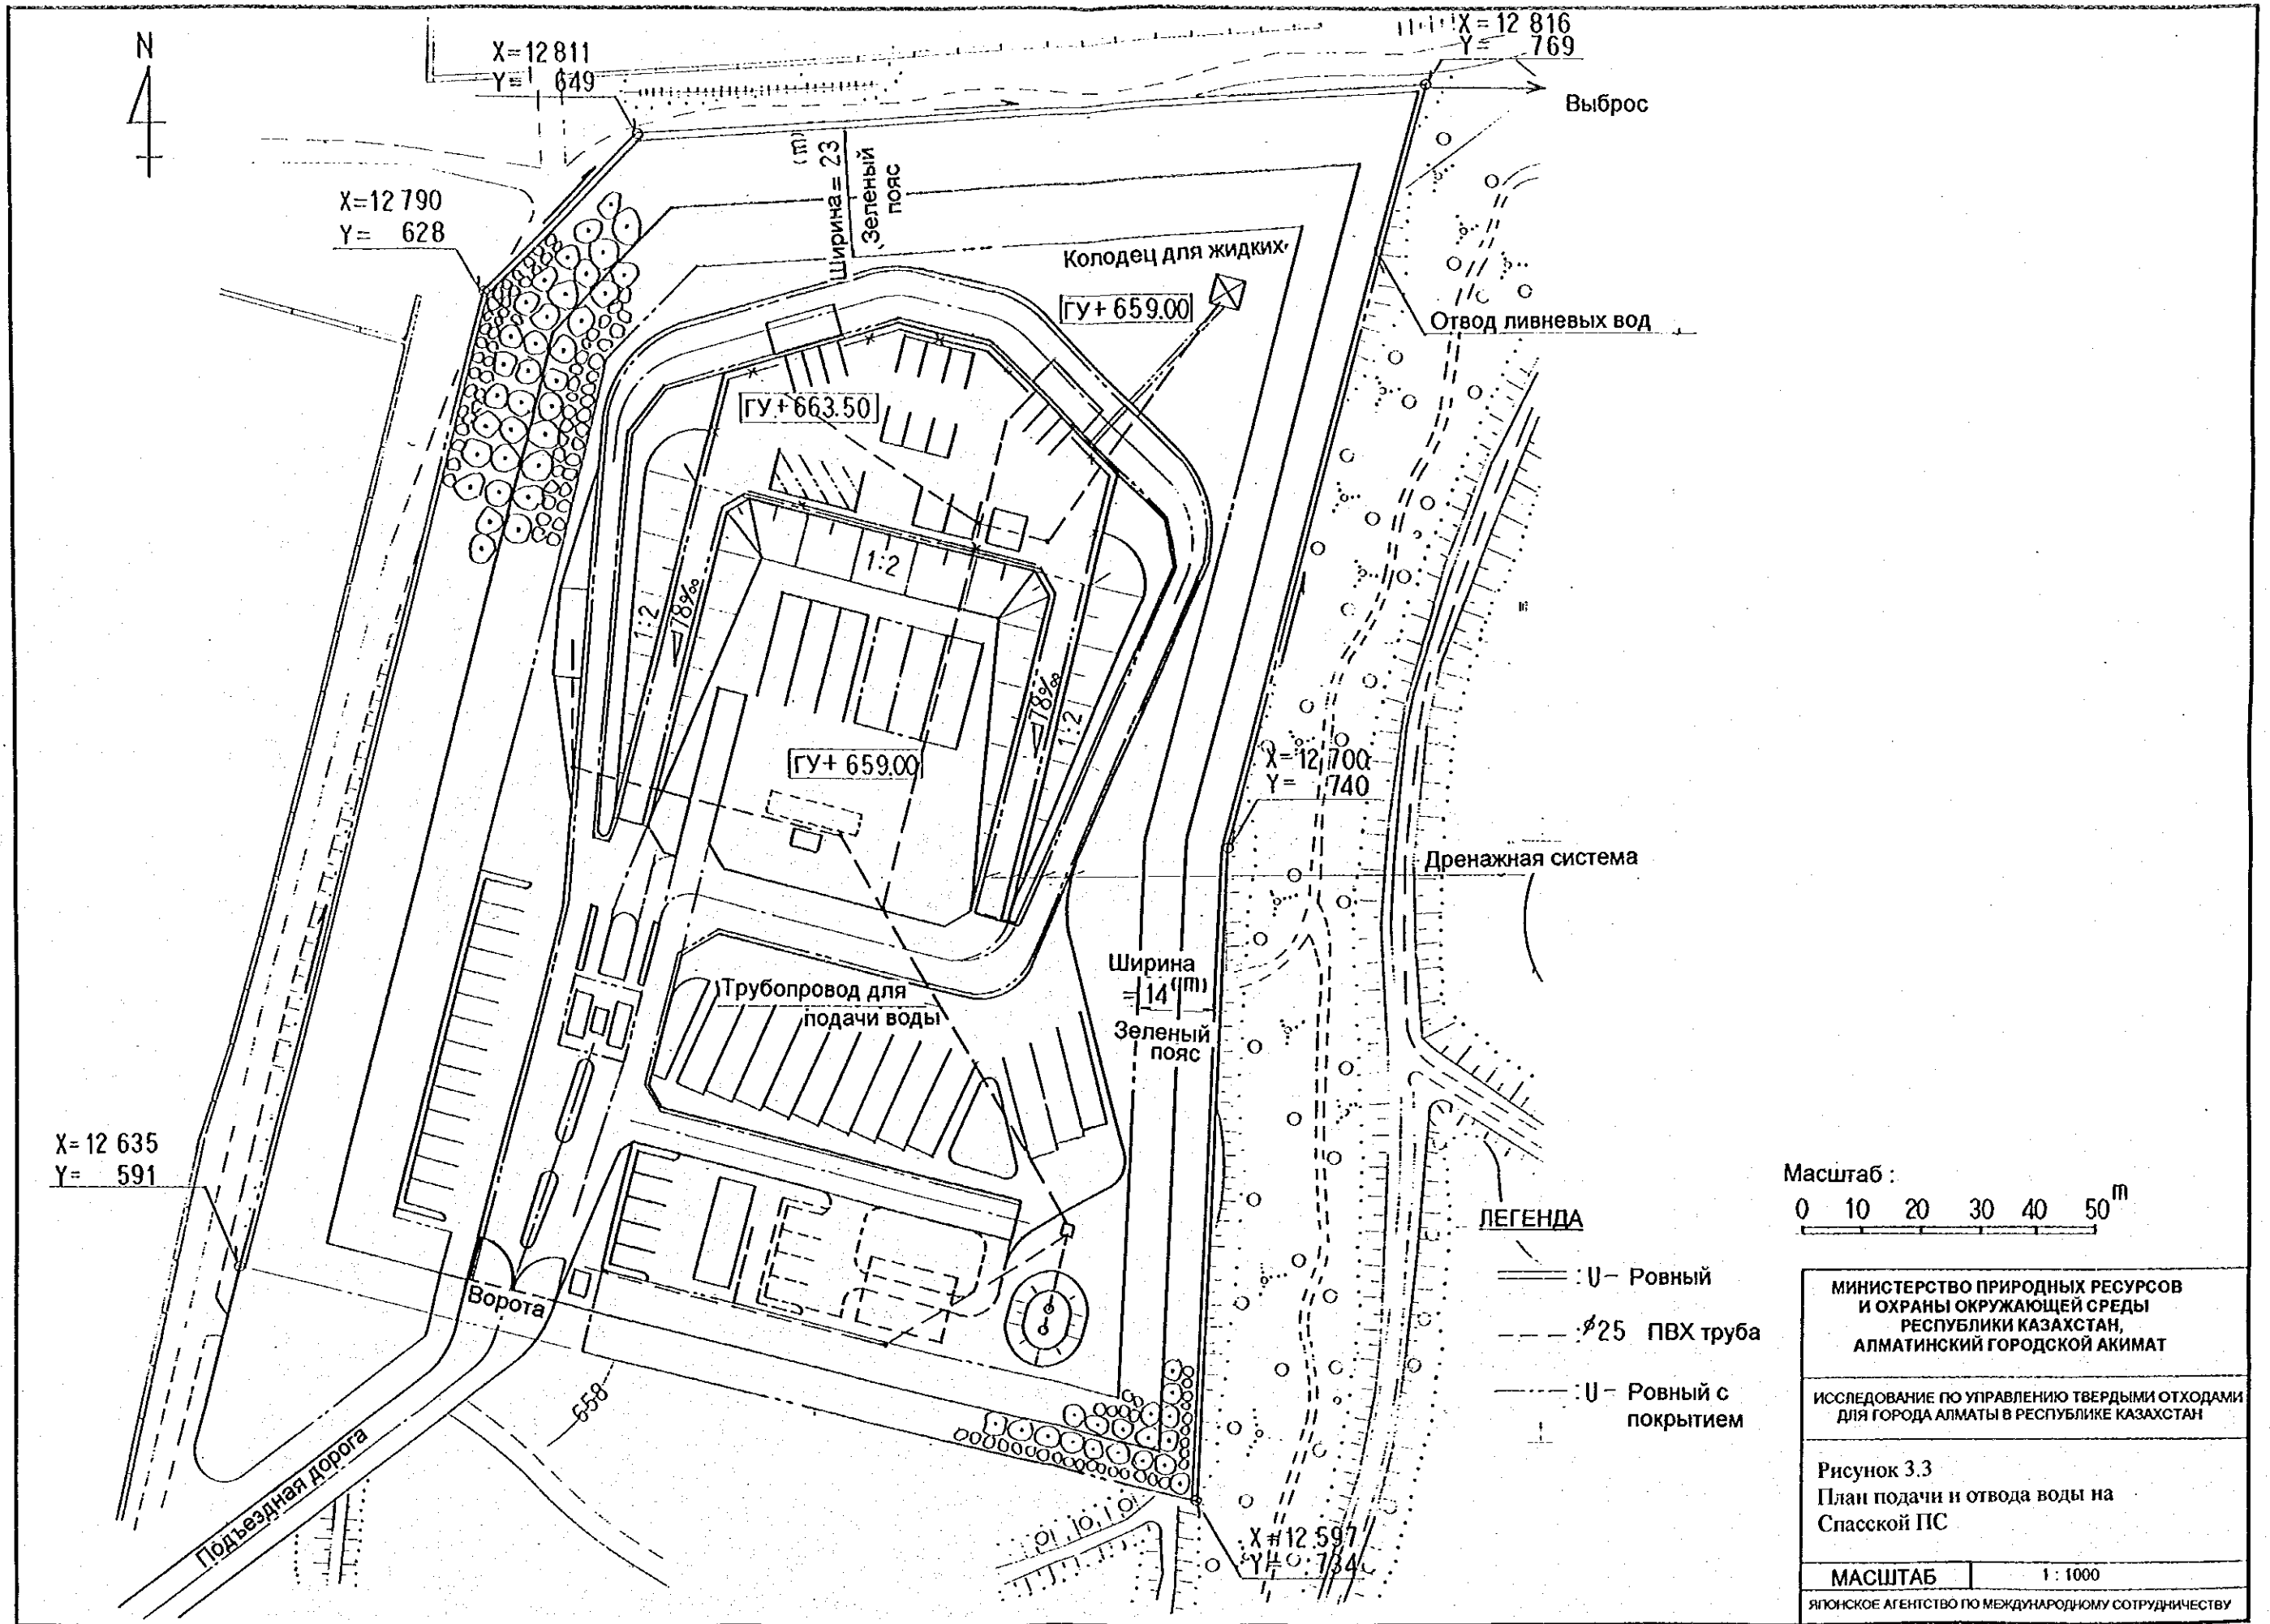 N
X=12 811
Y= 649
X = 12 816
Y= 769
Выброс
X=12 790
Y= 628
Ширина= 23 (m)
Зеленый
пояс
Колодец для жидких
ГУ+ 659.00
Отвод ливневых вод
ГУ+ 663.50
1:2
1:2
78‰
78‰
1:2
ГУ+ 659.00
X=12 700
Y= 740
Дренажная система
Ширина
= 14 (m)
Зеленый
пояс
Трубопровод для
подачи воды
X= 12 635
Y= 591
Ворота
658
Подъездная дорога
X=12 597
Y= 734
ЛЕГЕНДА
: U- Ровный
: ø25 ПВХ труба
: U- Ровный с
покрытием
Масштаб :
0 10 20 30 40 50 m
МИНИСТЕРСТВО ПРИРОДНЫХ РЕСУРСОВ
И ОХРАНЫ ОКРУЖАЮЩЕЙ СРЕДЫ
РЕСПУБЛИКИ КАЗАХСТАН,
АЛМАТИНСКИЙ ГОРОДСКОЙ АКИМАТ
ИССЛЕДОВАНИЕ ПО УПРАВЛЕНИЮ ТВЕРДЫМИ ОТХОДАМИ
ДЛЯ ГОРОДА АЛМАТЫ В РЕСПУБЛИКЕ КАЗАХСТАН
Рисунок 3.3
План подачи и отвода воды на
Спасской ПС
МАСШТАБ 1 : 1000
ЯПОНСКОЕ АГЕНТСТВО ПО МЕЖДУНАРОДНОМУ СОТРУДНИЧЕСТВУ